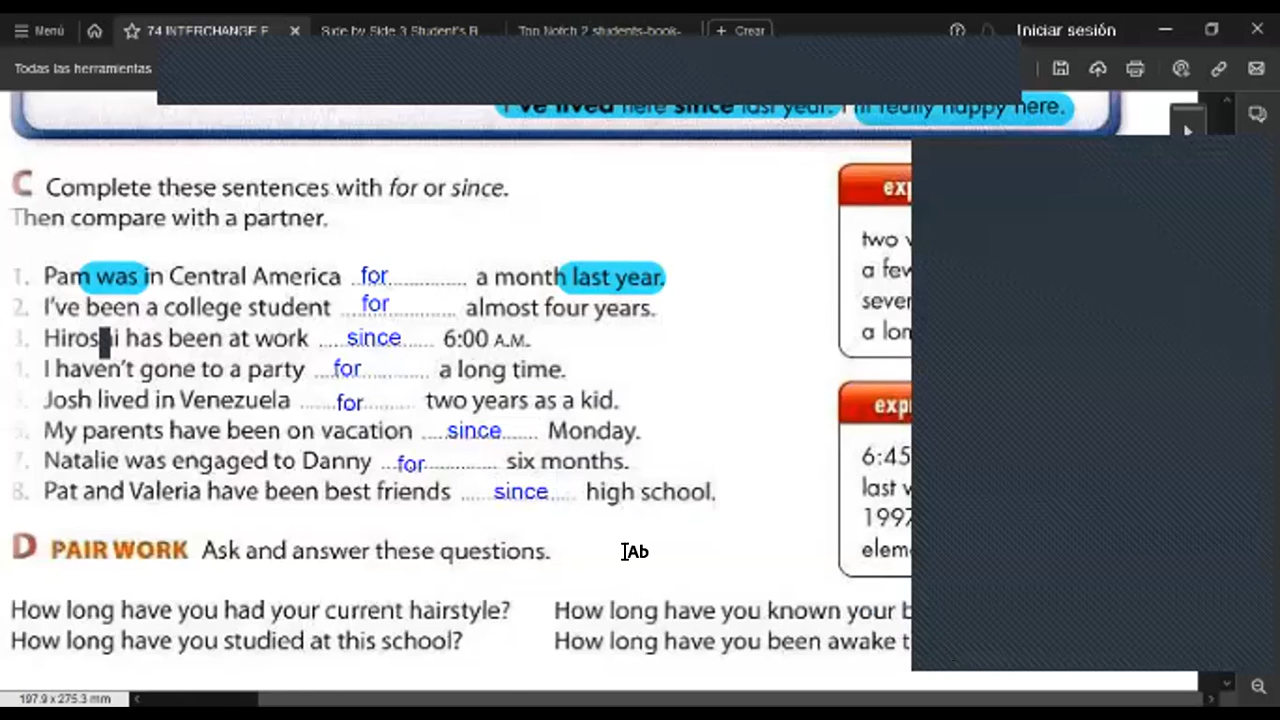 Menú
74 INTERCHANGE F
Side by Side 3 Student's B
Top Notch 2 students-book-
+ Crear
Iniciar sesión
Todas las herramientas
I've lived here since last year. I'm really happy here.
C Complete these sentences with for or since.
Then compare with a partner.
1. Pam was in Central America for a month last year.
2. I've been a college student for almost four years.
3. Hiroshi has been at work since 6:00 A.M.
4. I haven't gone to a party for a long time.
5. Josh lived in Venezuela for two years as a kid.
6. My parents have been on vacation since Monday.
7. Natalie was engaged to Danny for six months.
8. Pat and Valeria have been best friends since high school.
exp
two
a few
sever
a lon
exp
6:45
last
1997
elem
D PAIR WORK Ask and answer these questions.
Ab
How long have you had your current hairstyle? How long have you known your b
How long have you studied at this school? How long have you been awake t
197.9 x 275.3 mm